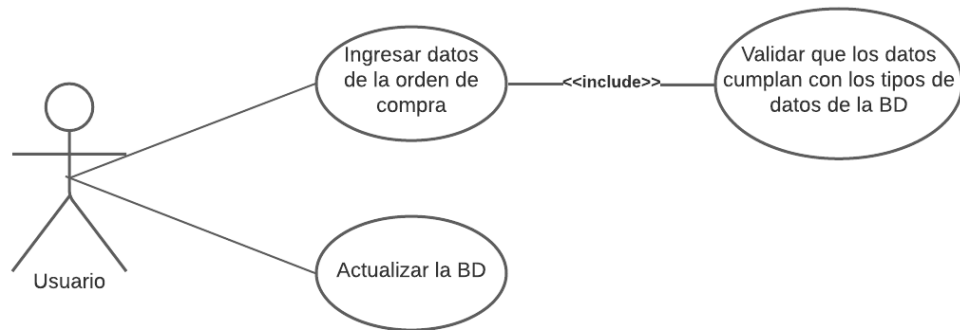 Ingresar datos
de la orden de
compra
<<include>>
Validar que los datos
cumplan con los tipos de
datos de la BD
Actualizar la BD
Usuario